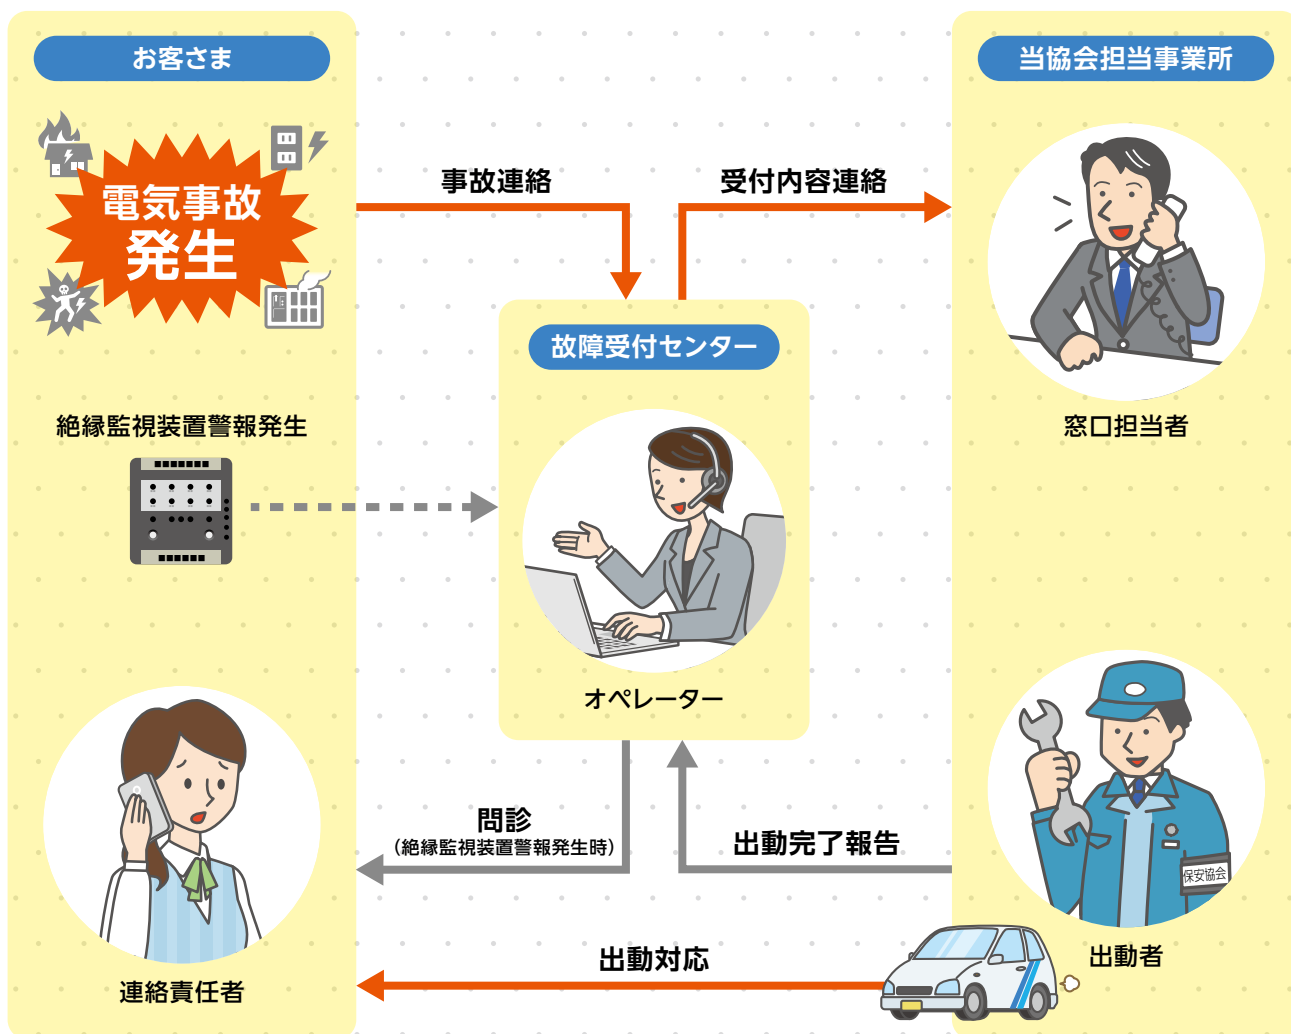 お客さま
電気事故
発生
絶縁監視装置警報発生
連絡責任者
事故連絡
受付内容連絡
故障受付センター
オペレーター
問診
(絶縁監視装置警報発生時)
出動完了報告
出動対応
当協会担当事業所
窓口担当者
保安協会
出動者